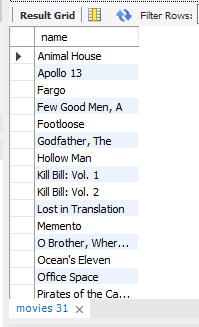 Result Grid Filter Rows:
name
Animal House
Apollo 13
Fargo
Few Good Men, A
Footloose
Godfather, The
Hollow Man
Kill Bill: Vol. 1
Kill Bill: Vol. 2
Lost in Translation
Memento
O Brother, Wher...
Ocean's Eleven
Office Space
Pirates of the Ca...
movies 31